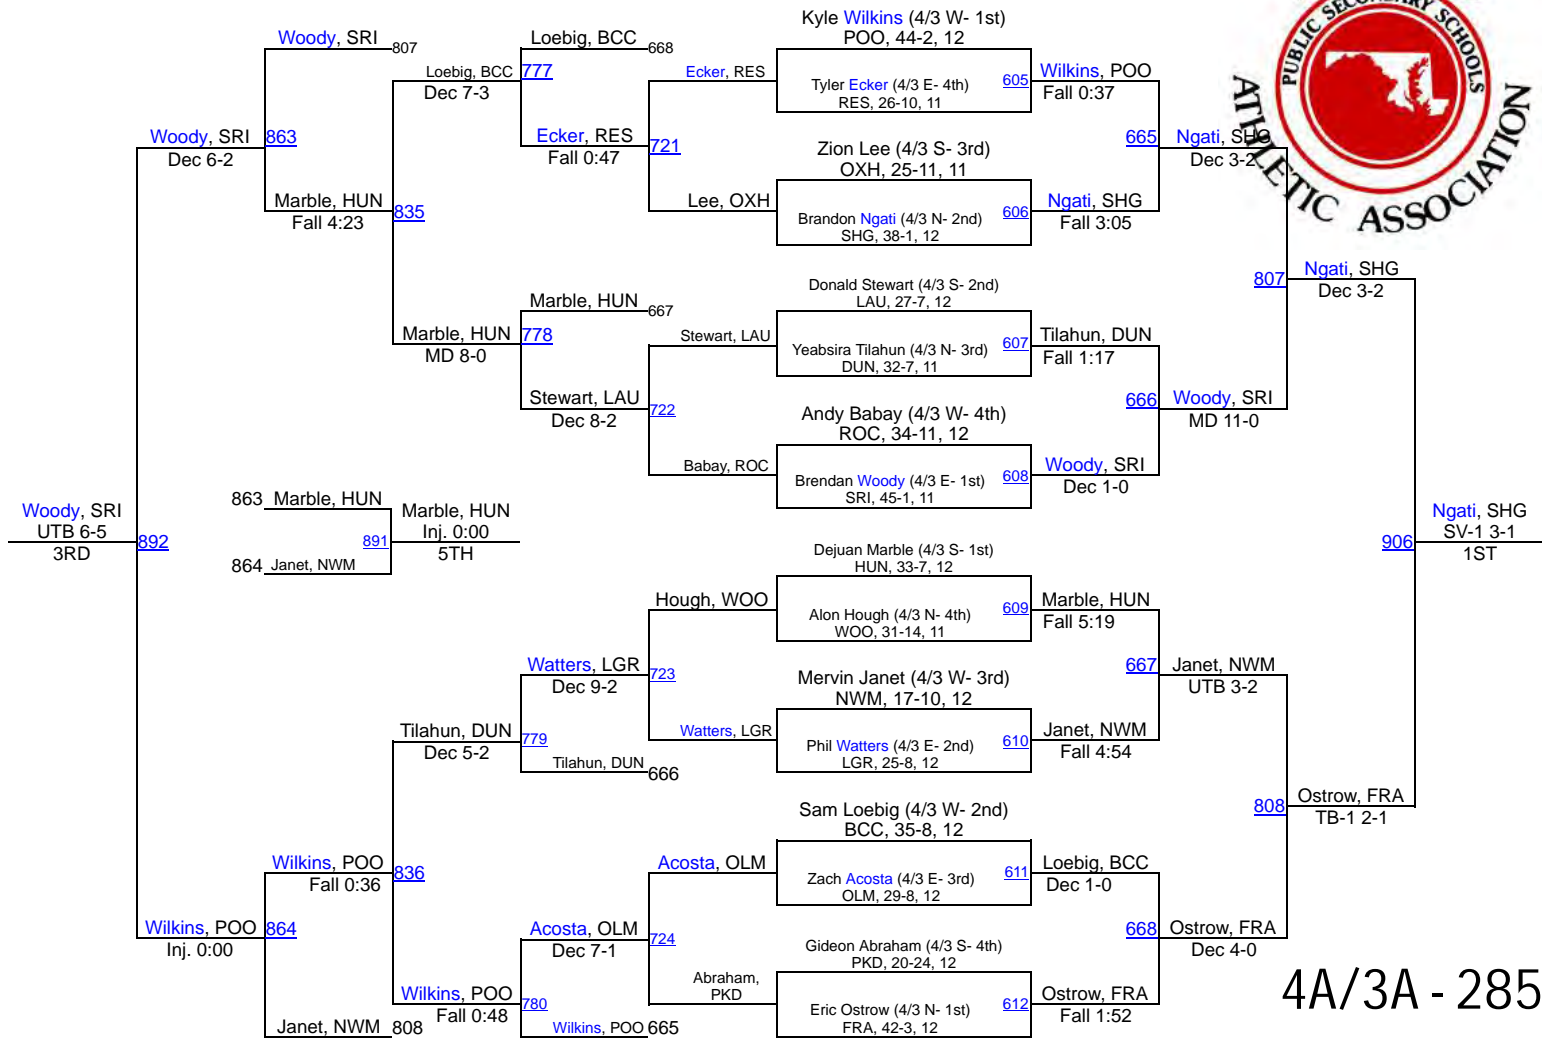 Woody, SRI
807
Loebig, BCC
Dec 7-3
777
Loebig, BCC
668
Ecker, RES
Fall 0:47
721
Ecker, RES
Lee, OXH
Woody, SRI
Dec 6-2
863
Marble, HUN
Fall 4:23
835
Marble, HUN
MD 8-0
778
Marble, HUN
667
Stewart, LAU
Dec 8-2
722
Stewart, LAU
Babay, ROC
Woody, SRI
UTB 6-5
3RD
892
863 Marble, HUN
864 Janet, NWM
891
Marble, HUN
Inj. 0:00
5TH
Hough, WOO
Watters, LGR
Dec 9-2
723
Watters, LGR
Tilahun, DUN
Dec 5-2
779
Tilahun, DUN
666
Wilkins, POO
Fall 0:36
836
Acosta, OLM
Wilkins, POO
Inj. 0:00
864
Acosta, OLM
Dec 7-1
724
Abraham,
PKD
Wilkins, POO
Fall 0:48
780
Wilkins, POO 665
Janet, NWM 808
Kyle Wilkins (4/3 W- 1st)
POO, 44-2, 12
Tyler Ecker (4/3 E- 4th)
RES, 26-10, 11
605
Wilkins, POO
Fall 0:37
Zion Lee (4/3 S- 3rd)
OXH, 25-11, 11
Brandon Ngati (4/3 N- 2nd)
SHG, 38-1, 12
606
Ngati, SHG
Fall 3:05
665
Ngati, SHG
Dec 3-2
Donald Stewart (4/3 S- 2nd)
LAU, 27-7, 12
Yeabsira Tilahun (4/3 N- 3rd)
DUN, 32-7, 11
607
Tilahun, DUN
Fall 1:17
Andy Babay (4/3 W- 4th)
ROC, 34-11, 12
Brendan Woody (4/3 E- 1st)
SRI, 45-1, 11
608
Woody, SRI
Dec 1-0
666
Woody, SRI
MD 11-0
807
Ngati, SHG
Dec 3-2
Dejuan Marble (4/3 S- 1st)
HUN, 33-7, 12
Alon Hough (4/3 N- 4th)
WOO, 31-14, 11
609
Marble, HUN
Fall 5:19
Mervin Janet (4/3 W- 3rd)
NWM, 17-10, 12
Phil Watters (4/3 E- 2nd)
LGR, 25-8, 12
610
Janet, NWM
Fall 4:54
667
Janet, NWM
UTB 3-2
Sam Loebig (4/3 W- 2nd)
BCC, 35-8, 12
Zach Acosta (4/3 E- 3rd)
OLM, 29-8, 12
611
Loebig, BCC
Dec 1-0
Gideon Abraham (4/3 S- 4th)
PKD, 20-24, 12
Eric Ostrow (4/3 N- 1st)
FRA, 42-3, 12
612
Ostrow, FRA
Fall 1:52
668
Ostrow, FRA
Dec 4-0
808
Ostrow, FRA
TB-1 2-1
906
Ngati, SHG
SV-1 3-1
1ST
PUBLIC SECONDARY SCHOOLS
ATHLETIC ASSOCIATION
4A/3A - 285